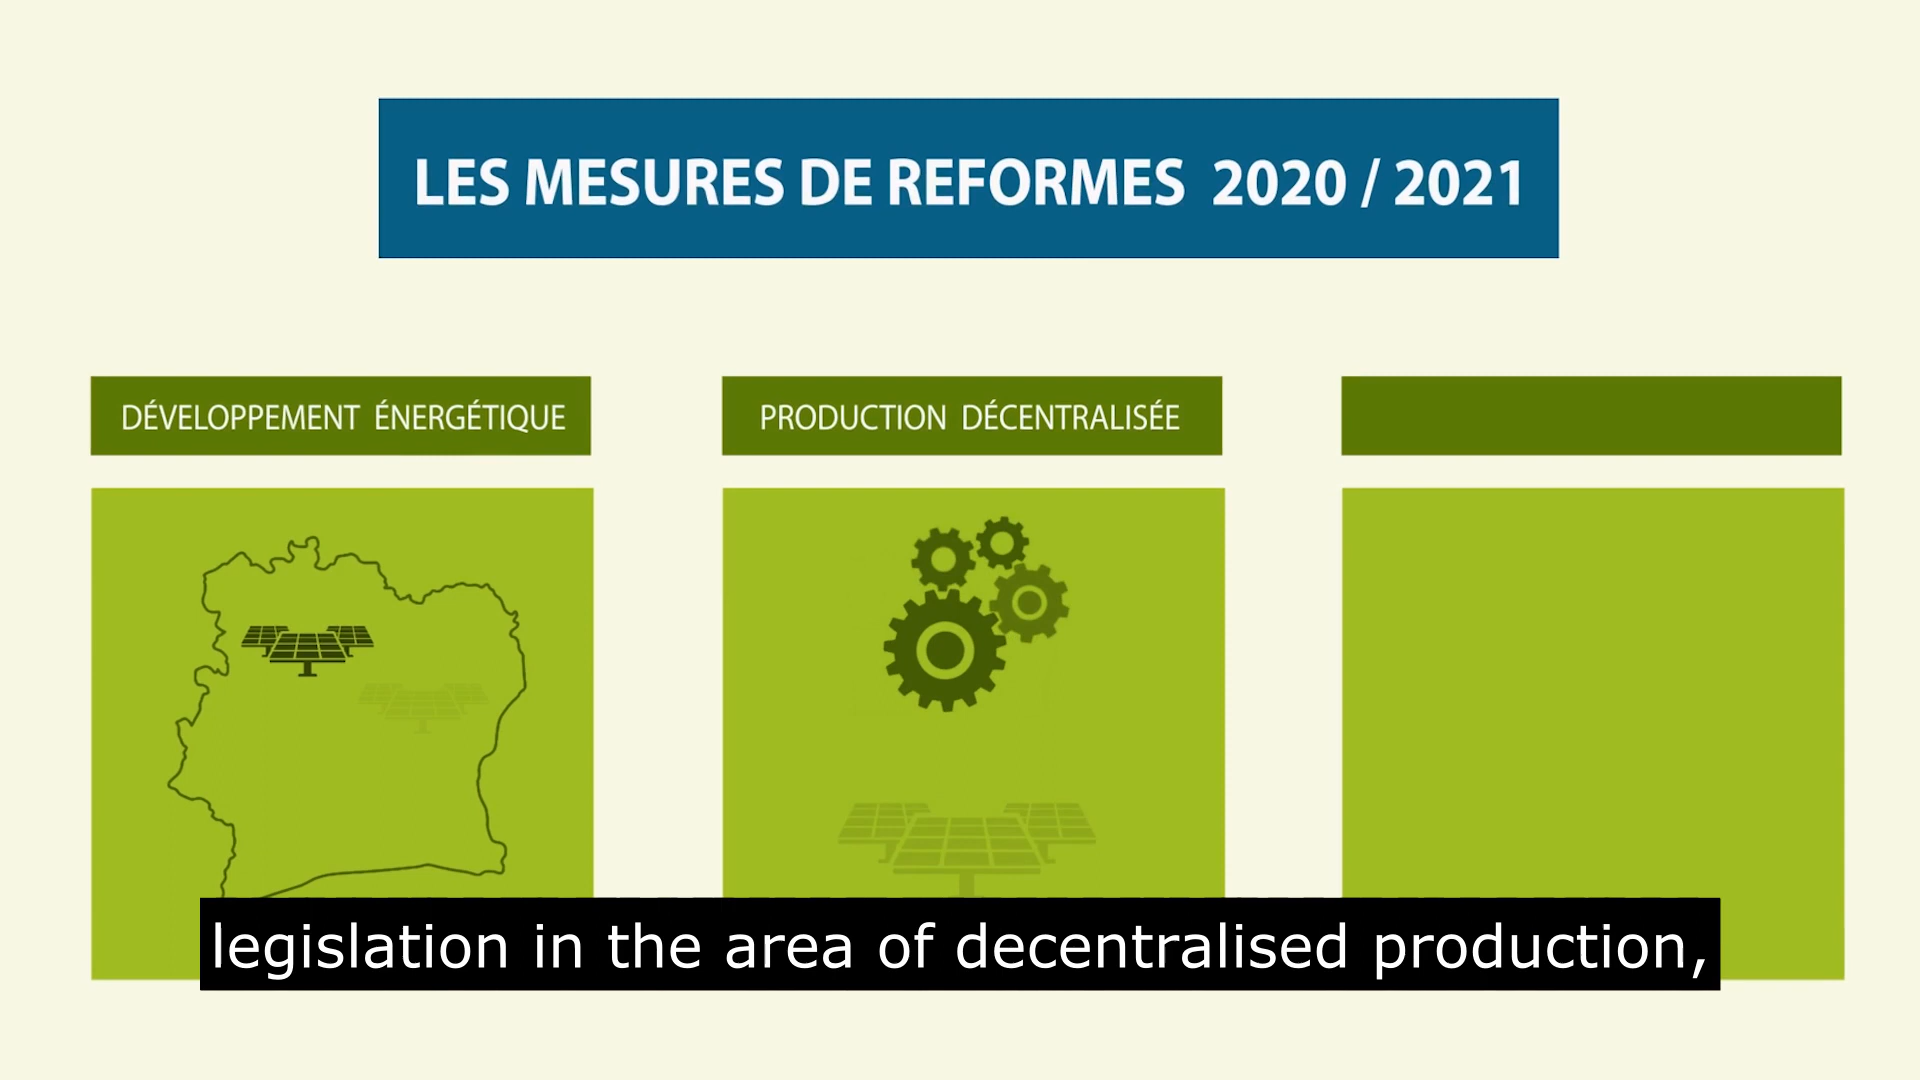 LES MESURES DE REFORMES 2020 / 2021
DÉVELOPPEMENT ÉNERGÉTIQUE
PRODUCTION DÉCENTRALISÉE
legislation in the area of decentralised production,